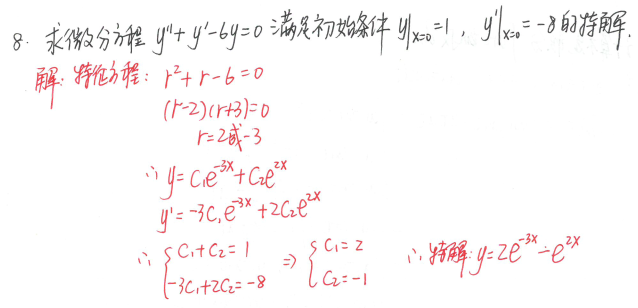 8. 求微分方程 y''+y'-6y=0 满足初始条件 y|x=0=1, y'|x=0=-8的特解.
解: 特征方程: r²+r-6=0
(r-2)(r+3)=0
r=2或-3
∴ y=C₁e^-3x+C₂e^2x
y'=-3C₁e^-3x+2C₂e^2x
∴ { C₁+C₂=1 -3C₁+2C₂=-8 ⇒ { C₁=2 C₂=-1 ∴特解: y=2e^-3x-e^2x